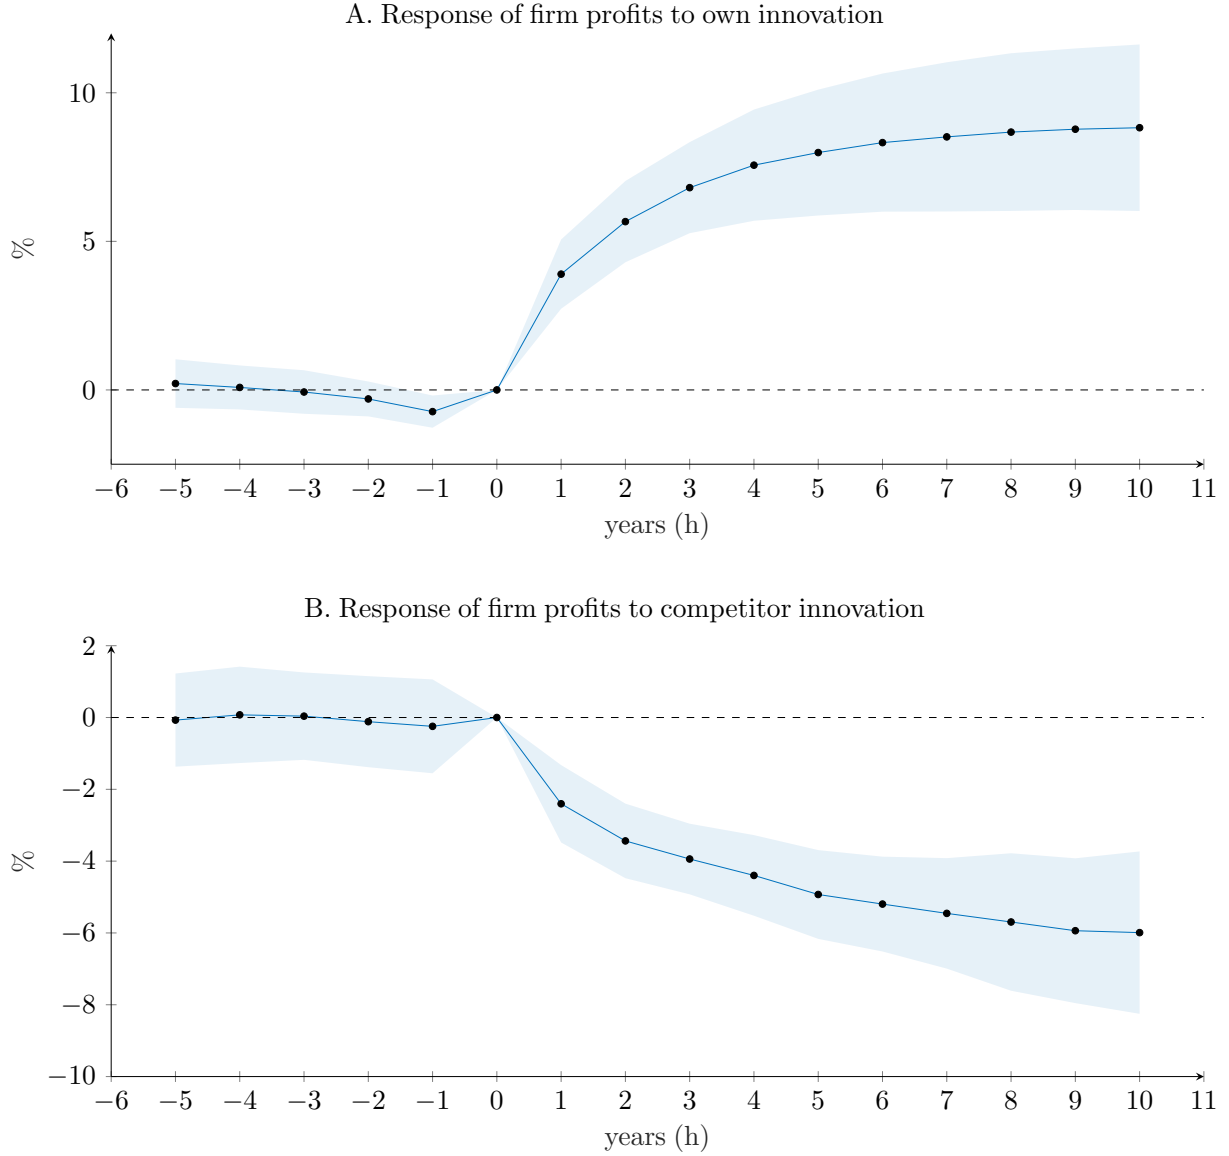 A. Response of firm profits to own innovation
10
5
0
%
−6 −5 −4 −3 −2 −1 0 1 2 3 4 5 6 7 8 9 10 11
years (h)
B. Response of firm profits to competitor innovation
2
0
−2
−4
%
−6
−8
−10
−6 −5 −4 −3 −2 −1 0 1 2 3 4 5 6 7 8 9 10 11
years (h)